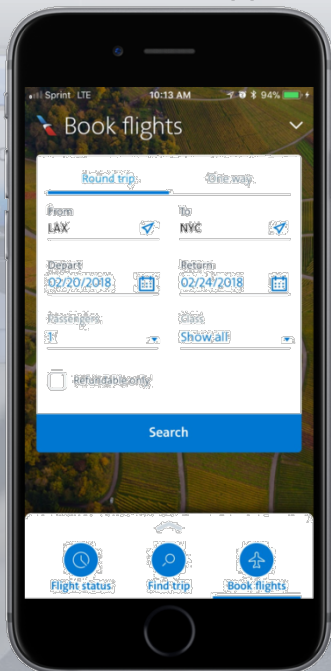 Sprint LTE 10:13 AM 94%
Book flights
Round trip One way
From To
LAX NYC
Depart Return
02/20/2018 02/24/2018
Passengers Class
1 Show all
Refundable only
Search
Flight status Find trip Book flights